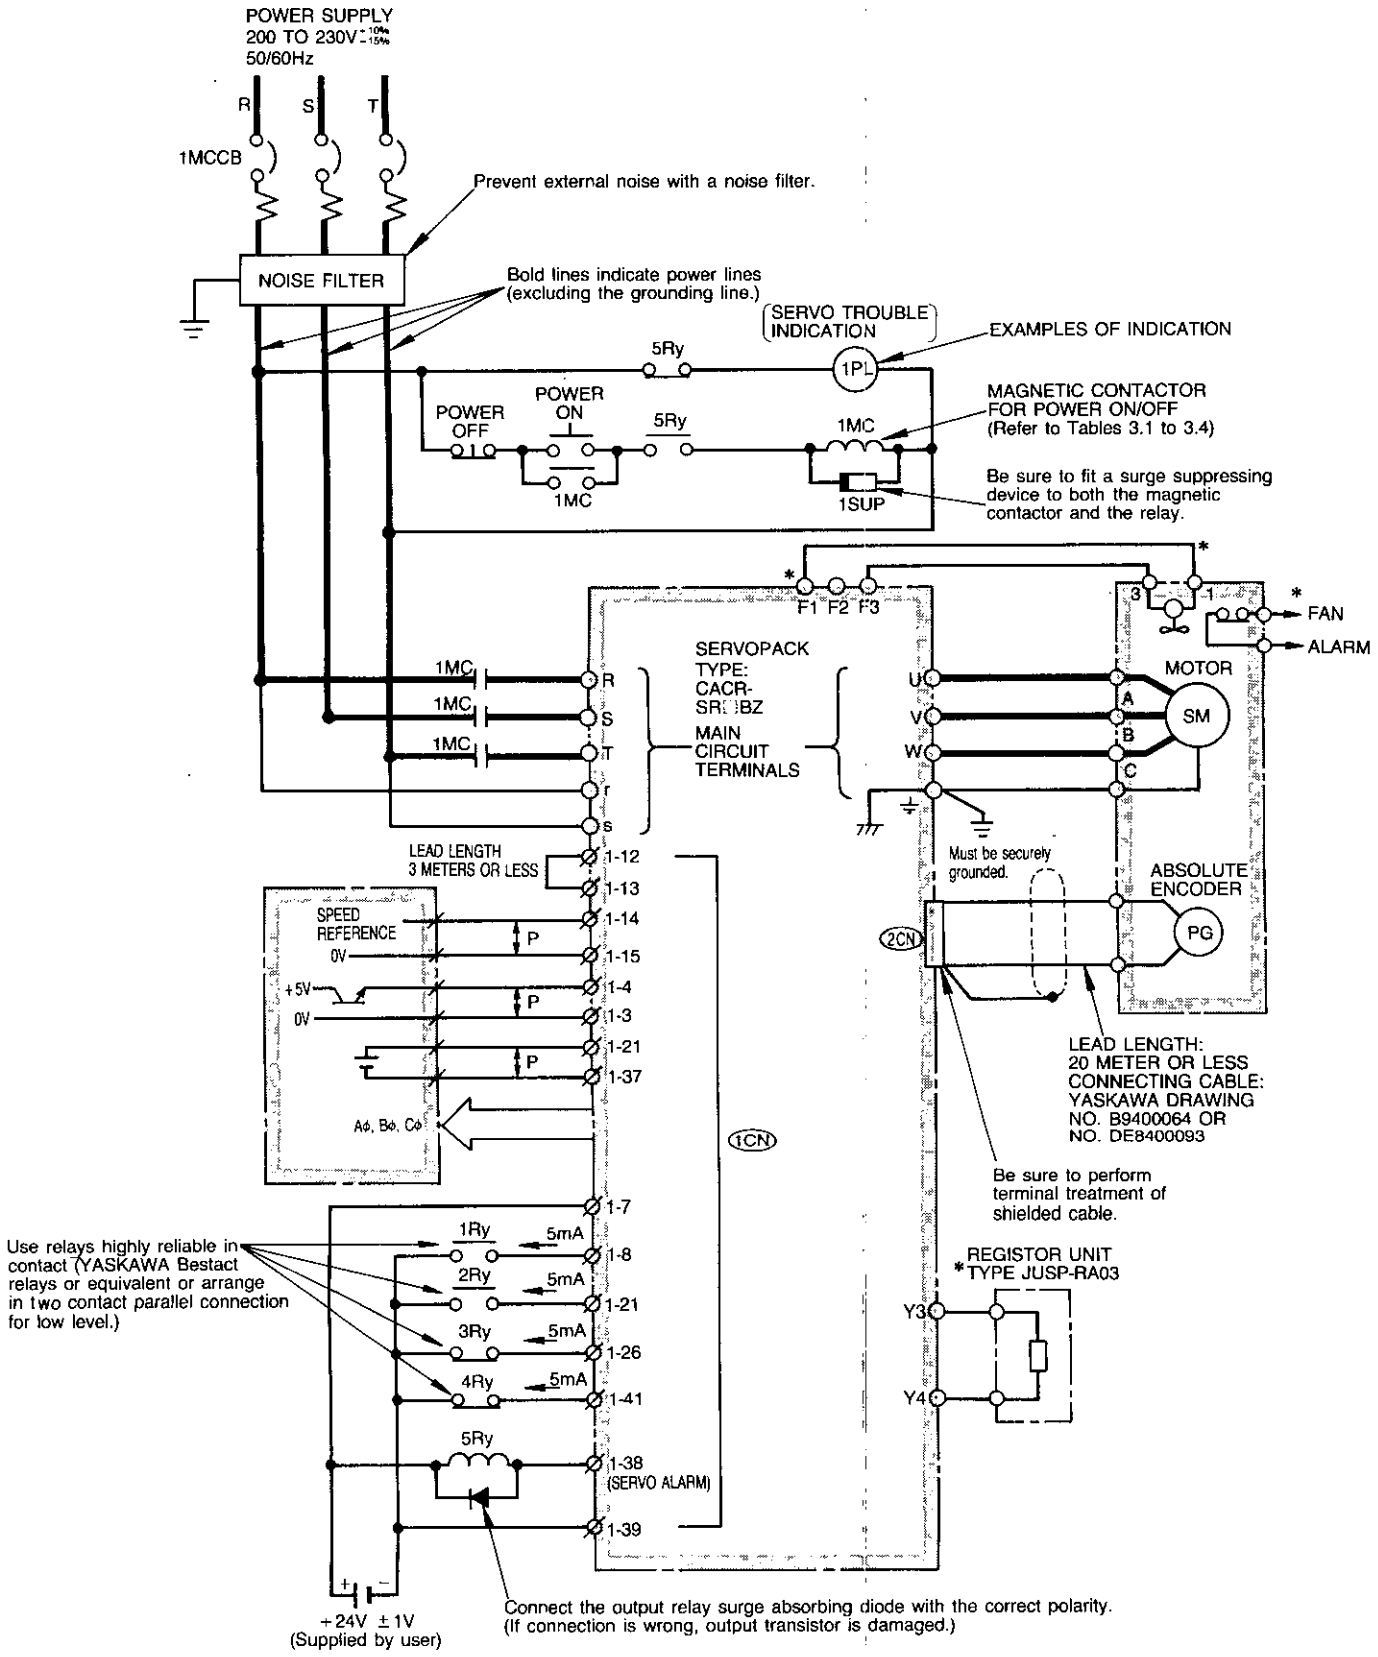 POWER SUPPLY
200 TO 230V +10% -15%
50/60Hz
R S T
1MCCB
Prevent external noise with a noise filter.
NOISE FILTER
Bold lines indicate power lines
(excluding the grounding line.)
(SERVO TROUBLE
INDICATION)
EXAMPLES OF INDICATION
5Ry
1PL
POWER
OFF
POWER
ON
5Ry
1MC
1MC
MAGNETIC CONTACTOR
FOR POWER ON/OFF
(Refer to Tables 3.1 to 3.4)
1SUP
Be sure to fit a surge suppressing
device to both the magnetic
contactor and the relay.
* *
F1 F2 F3
3 1
*
FAN
ALARM
1MC
R
1MC
S
1MC
T
r
s
SERVOPACK
TYPE:
CACR-
SR□BZ
MAIN
CIRCUIT
TERMINALS
U
V
W
A
B
C
MOTOR
SM
Must be securely
grounded.
LEAD LENGTH
3 METERS OR LESS
1-12
1-13
SPEED
REFERENCE
1-14
P
0V
1-15
+5V
1-4
P
0V
1-3
1-21
P
1-37
Aφ, Bφ, Cφ
1CN
2CN
*
ABSOLUTE
ENCODER
PG
LEAD LENGTH:
20 METER OR LESS
CONNECTING CABLE:
YASKAWA DRAWING
NO. B9400064 OR
NO. DE8400093
Be sure to perform
terminal treatment of
shielded cable.
1-7
Use relays highly reliable in
contact (YASKAWA Bestact
relays or equivalent or arrange
in two contact parallel connection
for low level.)
1Ry 5mA
1-8
2Ry 5mA
1-21
3Ry 5mA
1-26
4Ry 5mA
1-41
5Ry
1-38
(SERVO ALARM)
1-39
REGISTOR UNIT
* TYPE JUSP-RA03
Y3
Y4
+ −
+24V ±1V
(Supplied by user)
Connect the output relay surge absorbing diode with the correct polarity.
(If connection is wrong, output transistor is damaged.)